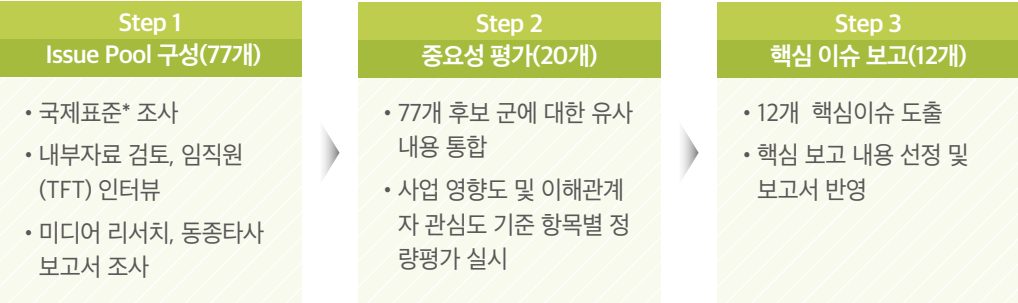 Step 1
Issue Pool 구성(77개)
• 국제표준* 조사
• 내부자료 검토, 임직원
(TFT) 인터뷰
• 미디어 리서치, 동종타사
보고서 조사
Step 2
중요성 평가(20개)
• 77개 후보 군에 대한 유사
내용 통합
• 사업 영향도 및 이해관계
자 관심도 기준 항목별 정
량평가 실시
Step 3
핵심 이슈 보고(12개)
• 12개 핵심이슈 도출
• 핵심 보고 내용 선정 및
보고서 반영